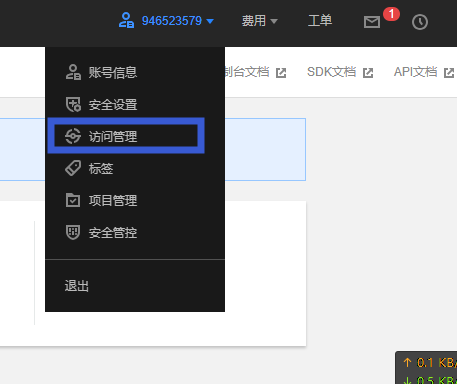 946523579 费用 工单 1
账号信息
制台文档 SDK文档 API文档
安全设置
访问管理
标签
项目管理
安全管控
退出
↑ 0.1 KB/
↓ 0.5 KB/